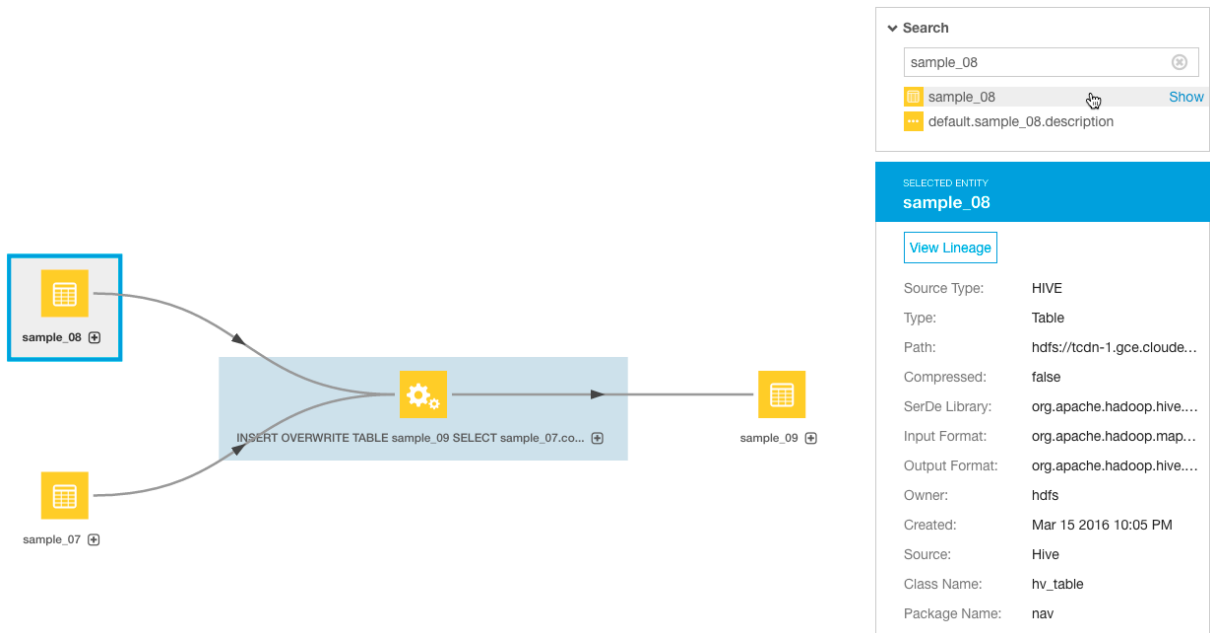 Search
sample_08
sample_08 Show
default.sample_08.description
SELECTED ENTITY
sample_08
View Lineage
Source Type: HIVE
Type: Table
Path: hdfs://tcdn-1.gce.cloude...
Compressed: false
SerDe Library: org.apache.hadoop.hive....
Input Format: org.apache.hadoop.map...
Output Format: org.apache.hadoop.hive....
Owner: hdfs
Created: Mar 15 2016 10:05 PM
Source: Hive
Class Name: hv_table
Package Name: nav
sample_08
INSERT OVERWRITE TABLE sample_09 SELECT sample_07.co...
sample_09
sample_07